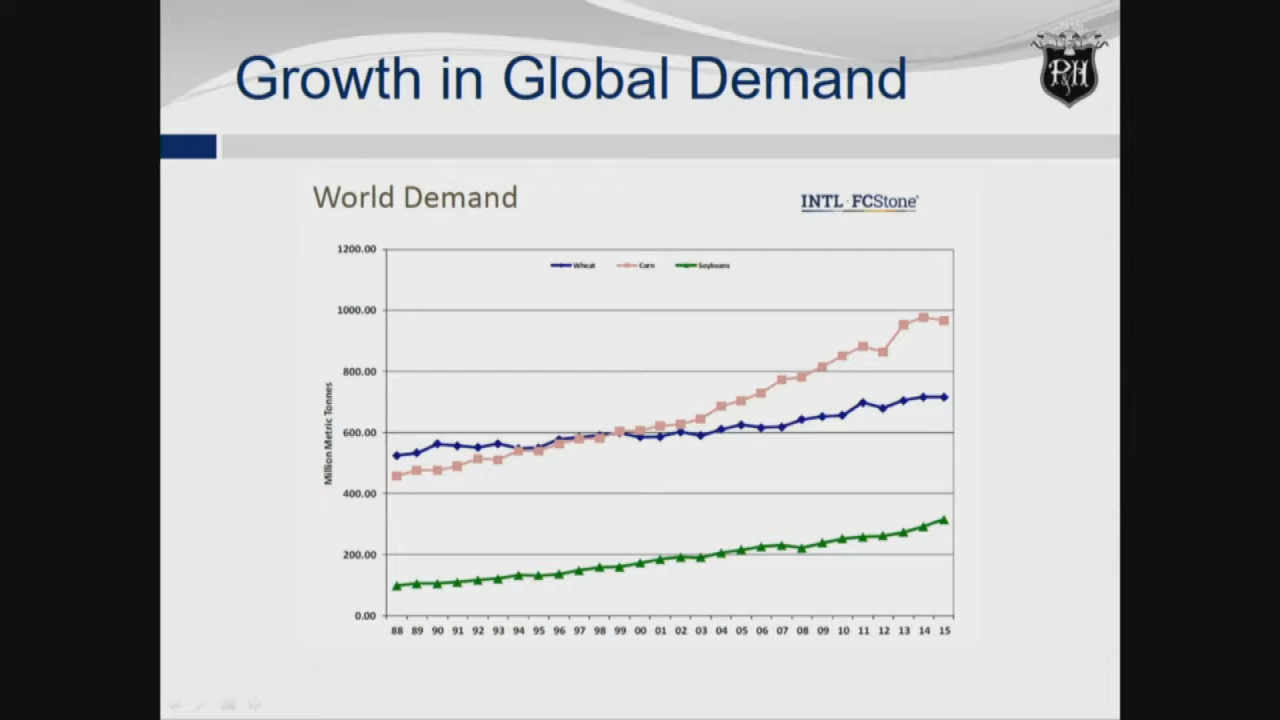 Growth in Global Demand
World Demand
INTL FCStone®
1200.00
Wheat Corn Soybeans
1000.00
800.00
600.00
400.00
200.00
0.00
Million Metric Tonnes
88 89 90 91 92 93 94 95 96 97 98 99 00 01 02 03 04 05 06 07 08 09 10 11 12 13 14 15